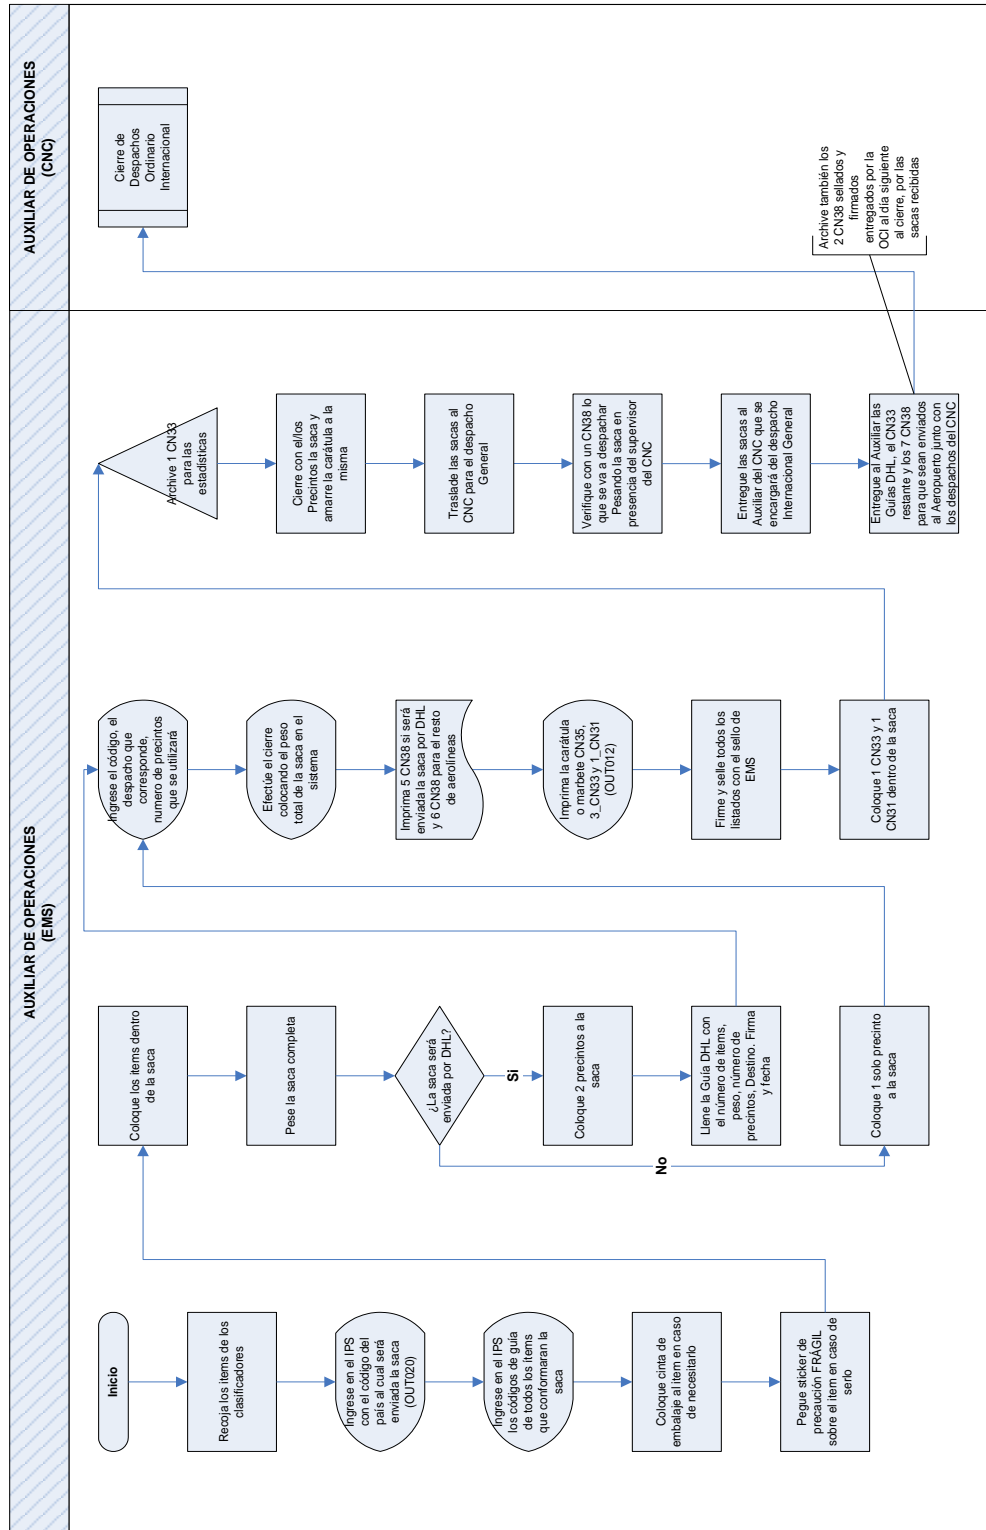 AUXILIAR DE OPERACIONES
(EMS)
AUXILIAR DE OPERACIONES
(CNC)
Inicio
Recoja los items de los
clasificadores
Ingrese en el IPS
con el código del
país al cual será
enviada la saca
(OUT020)
Ingrese en el IPS
los códigos de guía
de todos los items
que conformaran la
saca
Coloque cinta de
embalaje al item en caso
de necesitarlo
Pegue sticker de
precaución FRÁGIL
sobre el item en caso de
serlo
Coloque los items dentro
de la saca
Pese la saca completa
¿La saca será
enviada por DHL?
Si
No
Coloque 2 precintos a la
saca
Llene la Guía DHL con
el número de items,
peso, número de
precintos, Destino. Firma
y fecha
Coloque 1 solo precinto
a la saca
Ingrese el código, el
despacho que
corresponde,
numero de precintos
que se utilizará
Efectúe el cierre
colocando el peso
total de la saca en el
sistema
Imprima 5 CN38 si será
enviada la saca por DHL
y 6 CN38 para el resto
de aerolíneas
Imprima la carátula
o marbete CN35,
3_CN33 y 1_CN31
(OUT012)
Firme y selle todos los
listados con el sello de
EMS
Coloque 1 CN33 y 1
CN31 dentro de la saca
Archive 1 CN33
para las
estadísticas
Cierre con el/los
Precintos la saca y
amarre la carátula a la
misma
Traslade las sacas al
CNC para el despacho
General
Verifique con un CN38 lo
que se va a despachar
Pesando la saca en
presencia del supervisor
del CNC
Entregue las sacas al
Auxiliar del CNC que se
encargará del despacho
Internacional General
Entregue al Auxiliar las
Guías DHL, el CN33
restante y los 7 CN38
para que sean enviados
al Aeropuerto junto con
los despachos del CNC
Archive también los
2 CN38 sellados y
firmados
entregados por la
OCI al día siguiente
al cierre, por las
sacas recibidas
Cierre de
Despachos
Ordinario
Internacional